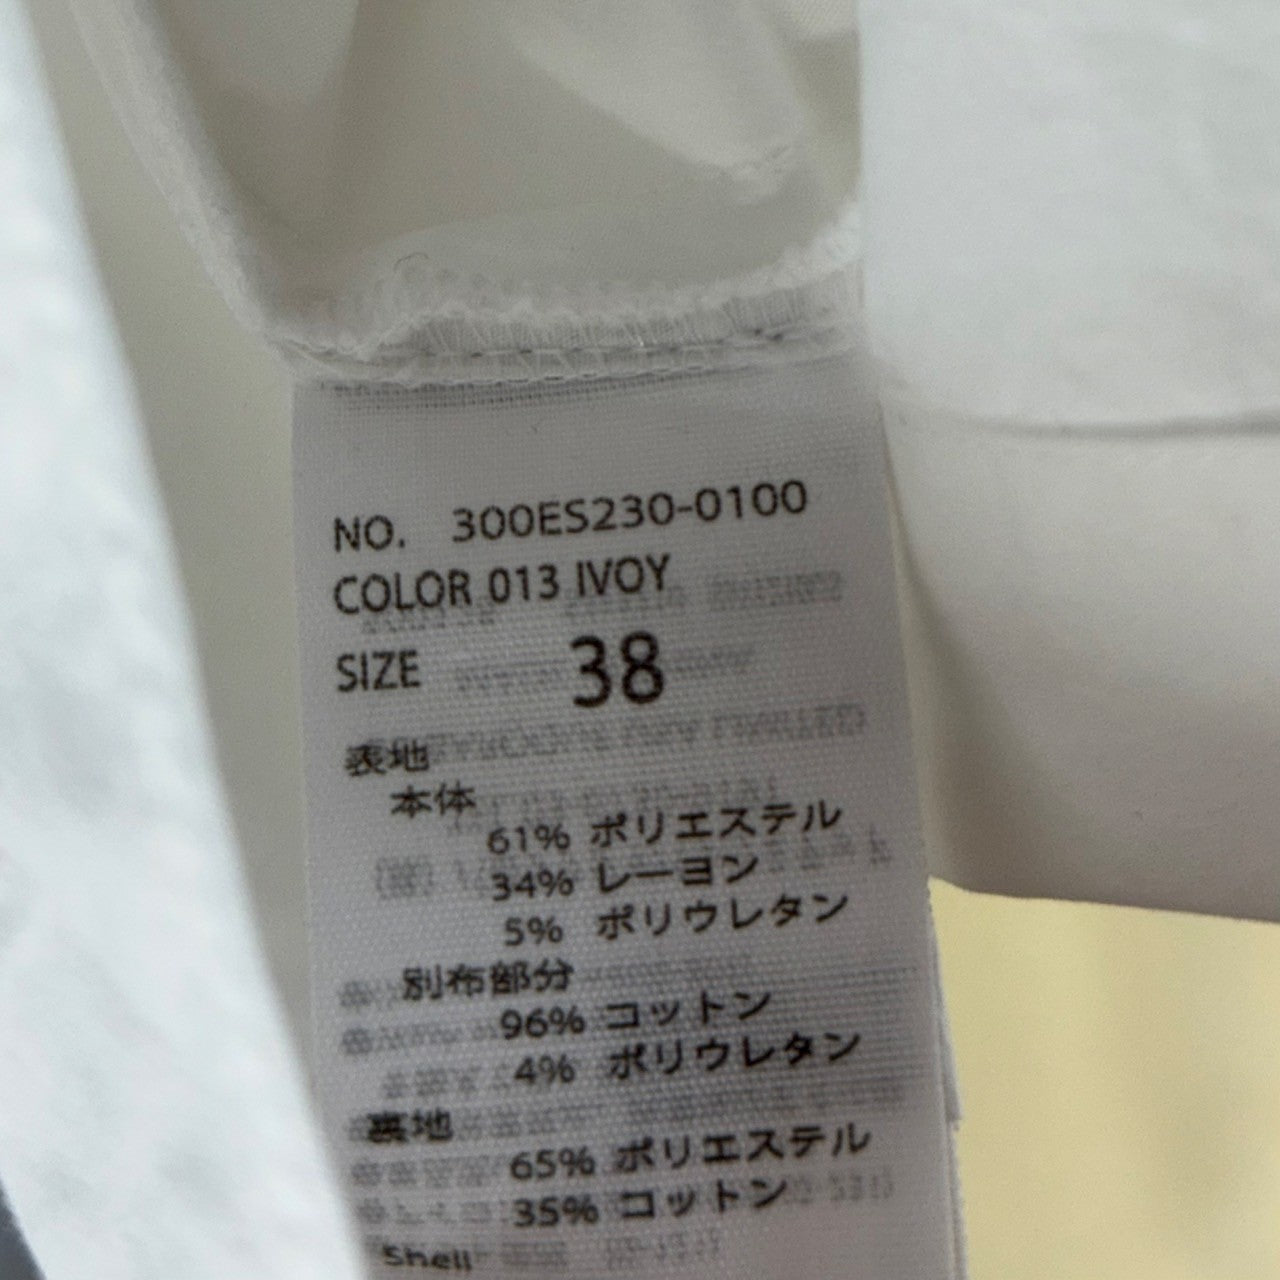 NO. 300ES230-0100
COLOR 013 IVOY
SIZE 38
表地
本体
61% ポリエステル
34% レーヨン
5% ポリウレタン
別布部分
96% コットン
4% ポリウレタン
裏地
65% ポリエステル
35% コットン
Shell